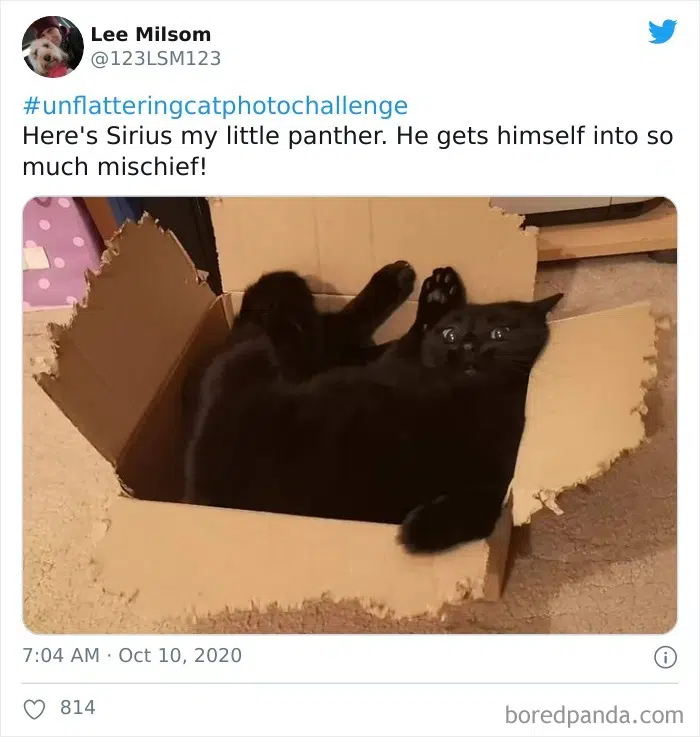 Lee Milsom
@123LSM123
#unflatteringcatphotochallenge
Here's Sirius my little panther. He gets himself into so
much mischief!
7:04 AM · Oct 10, 2020
814
boredpanda.com